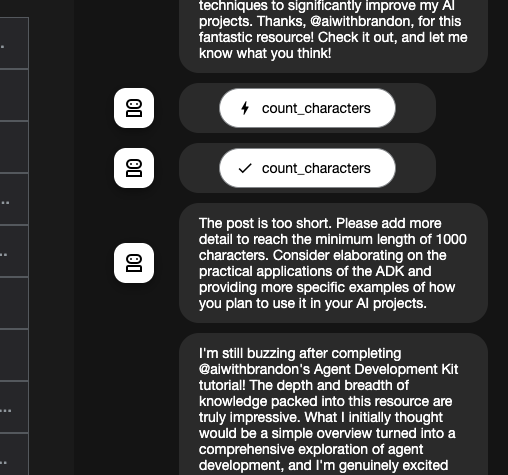 techniques to significantly improve my AI
projects. Thanks, @aiwithbrandon, for this
fantastic resource! Check it out, and let me
know what you think!
count_characters
count_characters
The post is too short. Please add more
detail to reach the minimum length of 1000
characters. Consider elaborating on the
practical applications of the ADK and
providing more specific examples of how
you plan to use it in your AI projects.
I'm still buzzing after completing
@aiwithbrandon's Agent Development Kit
tutorial! The depth and breadth of
knowledge packed into this resource are
truly impressive. What I initially thought
would be a simple overview turned into a
comprehensive exploration of agent
development, and I'm genuinely excited